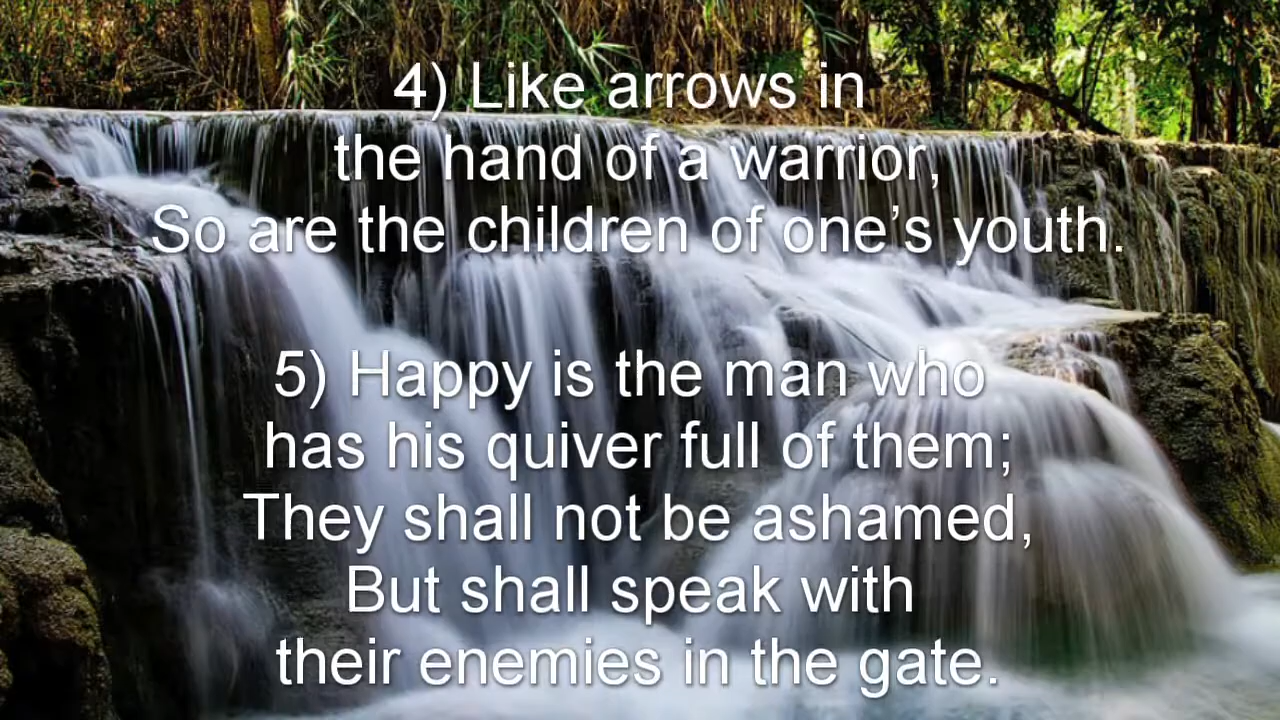 4) Like arrows in
the hand of a warrior,
So are the children of one’s youth.
5) Happy is the man who
has his quiver full of them;
They shall not be ashamed,
But shall speak with
their enemies in the gate.